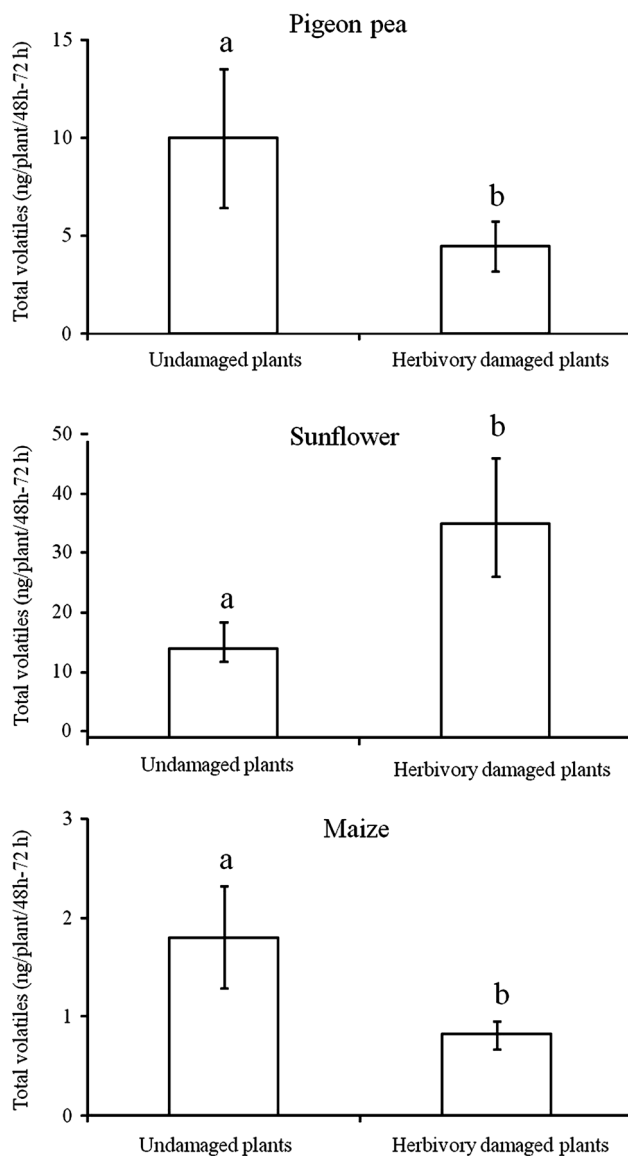 Pigeon pea
Total volatiles (ng/plant/48h-72 h)
15
10
5
0
a
b
Undamaged plants
Herbivory damaged plants
Sunflower
Total volatiles (ng/plant/48h-72 h)
50
40
30
20
10
0
a
b
Undamaged plants
Herbivory damaged plants
Maize
Total volatiles (ng/plant/48h-72 h)
3
2
1
0
a
b
Undamaged plants
Herbivory damaged plants